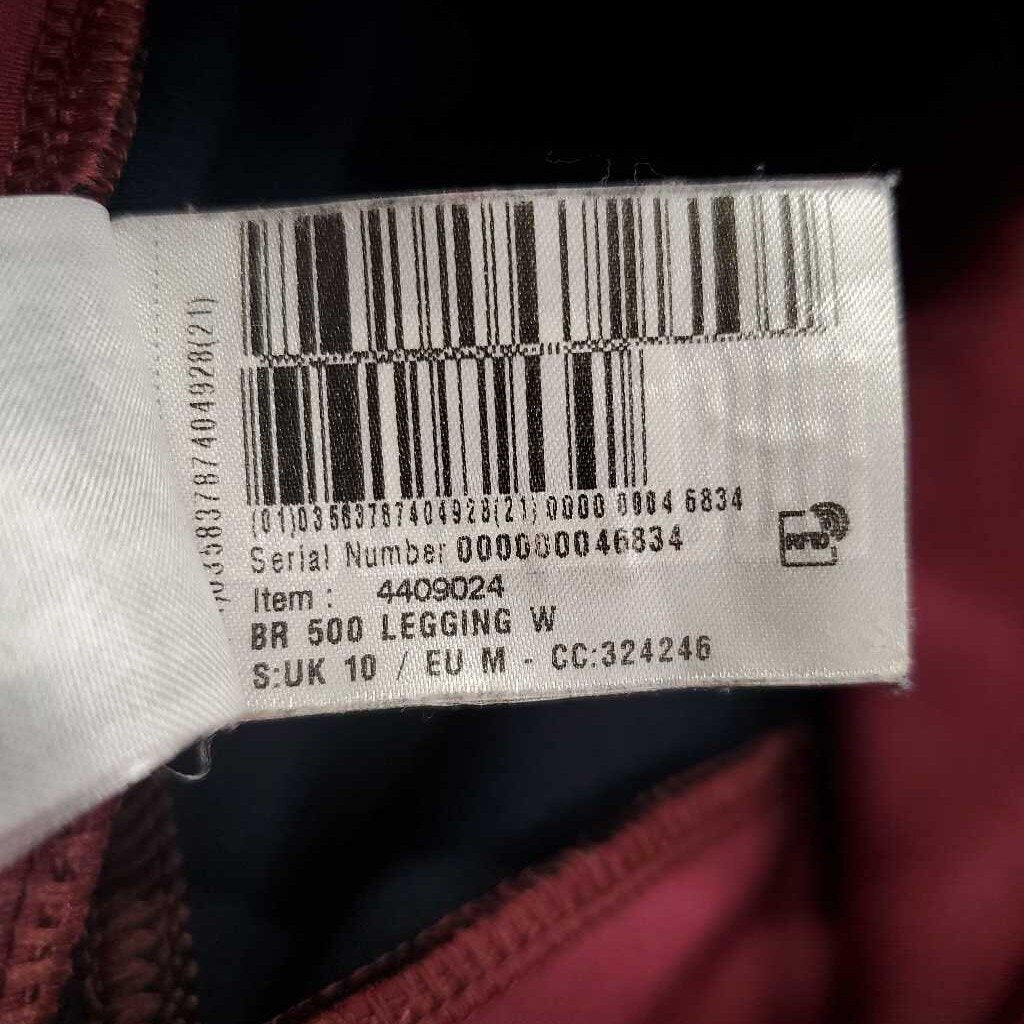 (01)03583787404928(21)0000 0004 6834
Serial Number 000000046834
Item : 4409024
BR 500 LEGGING W
S:UK 10 / EU M - CC:324246
RFID
)03583787404928(21)